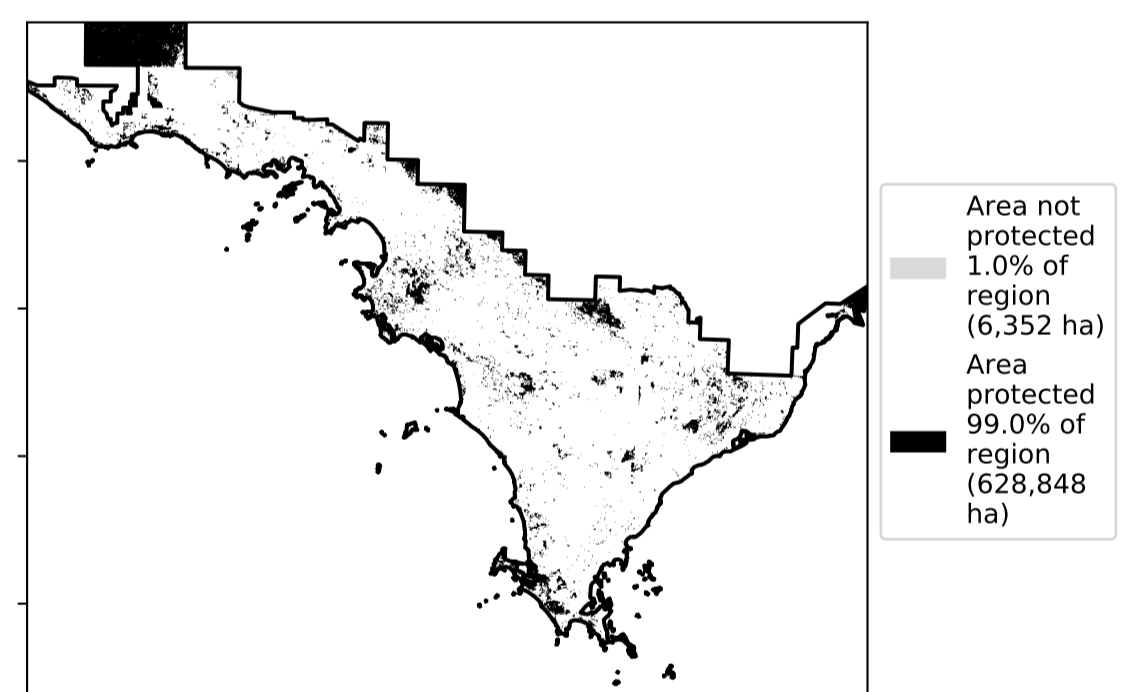 Area not
protected
1.0% of
region
(6,352 ha)
Area
protected
99.0% of
region
(628,848
ha)